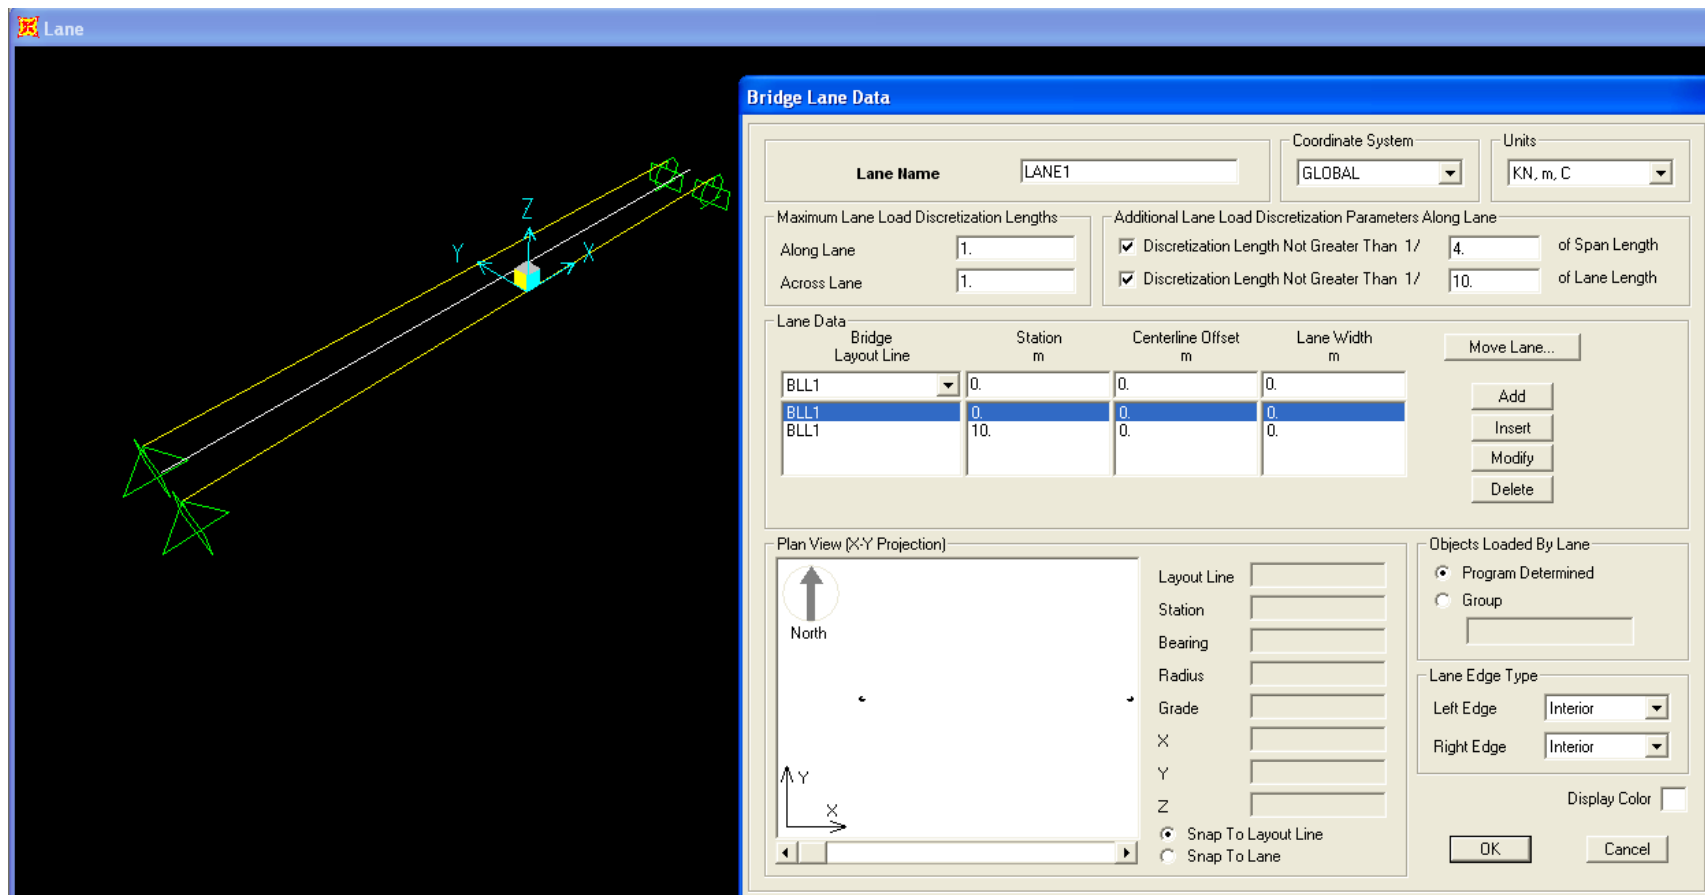 Lane
Z
Y
X
Bridge Lane Data
Lane Name
LANE1
Coordinate System
GLOBAL
Units
KN, m, C
Maximum Lane Load Discretization Lengths
Along Lane
1.
Across Lane
1.
Additional Lane Load Discretization Parameters Along Lane
Discretization Length Not Greater Than 1/
4.
of Span Length
Discretization Length Not Greater Than 1/
10.
of Lane Length
Lane Data
Bridge
Layout Line
Station
m
Centerline Offset
m
Lane Width
m
BLL1 0. 0. 0.
BLL1 0. 0. 0.
BLL1 10. 0. 0.
Move Lane...
Add
Insert
Modify
Delete
Plan View (X-Y Projection)
North
Y
X
Layout Line
Station
Bearing
Radius
Grade
X
Y
Z
Snap To Layout Line
Snap To Lane
Objects Loaded By Lane
Program Determined
Group
Lane Edge Type
Left Edge
Interior
Right Edge
Interior
Display Color
OK
Cancel